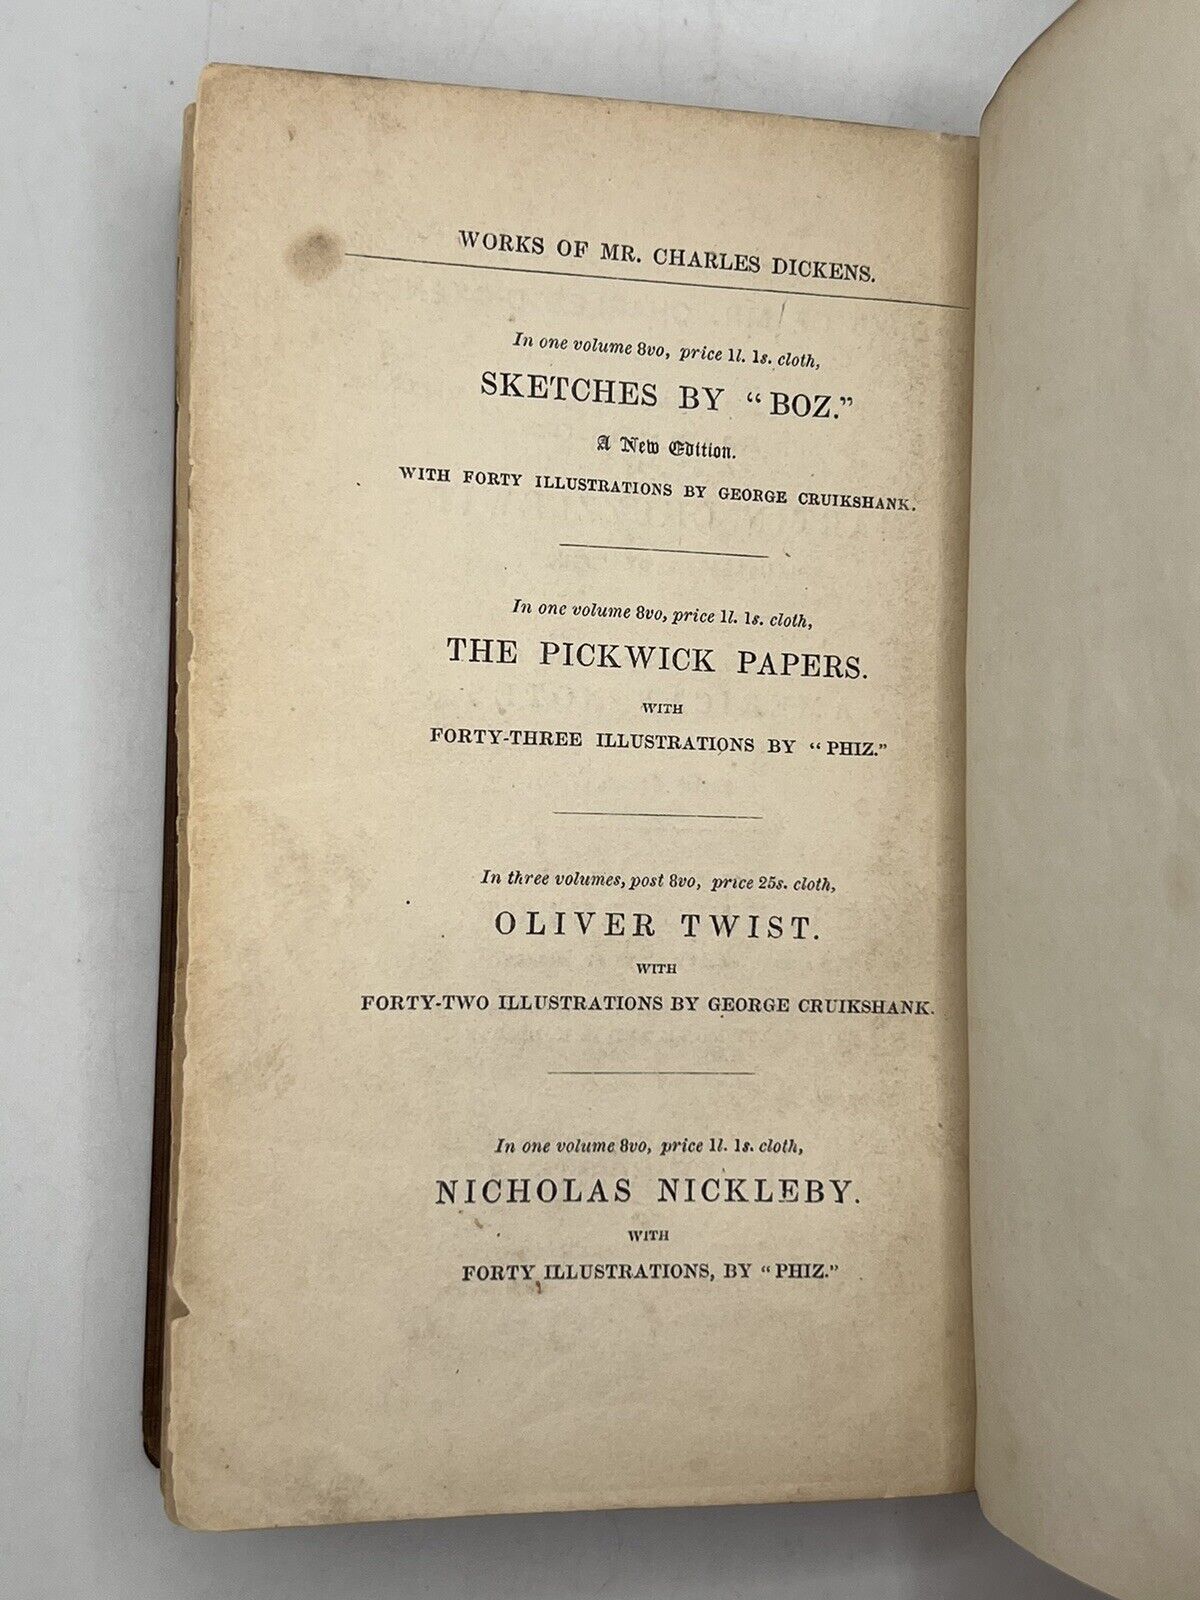 WORKS OF MR. CHARLES DICKENS.
In one volume 8vo, price 1l. 1s. cloth,
SKETCHES BY “BOZ.”
A New Edition.
WITH FORTY ILLUSTRATIONS BY GEORGE CRUIKSHANK.
In one volume 8vo, price 1l. 1s. cloth,
THE PICKWICK PAPERS.
WITH
FORTY-THREE ILLUSTRATIONS BY “PHIZ.”
In three volumes, post 8vo, price 25s. cloth,
OLIVER TWIST.
WITH
FORTY-TWO ILLUSTRATIONS BY GEORGE CRUIKSHANK.
In one volume 8vo, price 1l. 1s. cloth,
NICHOLAS NICKLEBY.
WITH
FORTY ILLUSTRATIONS, BY “PHIZ.”